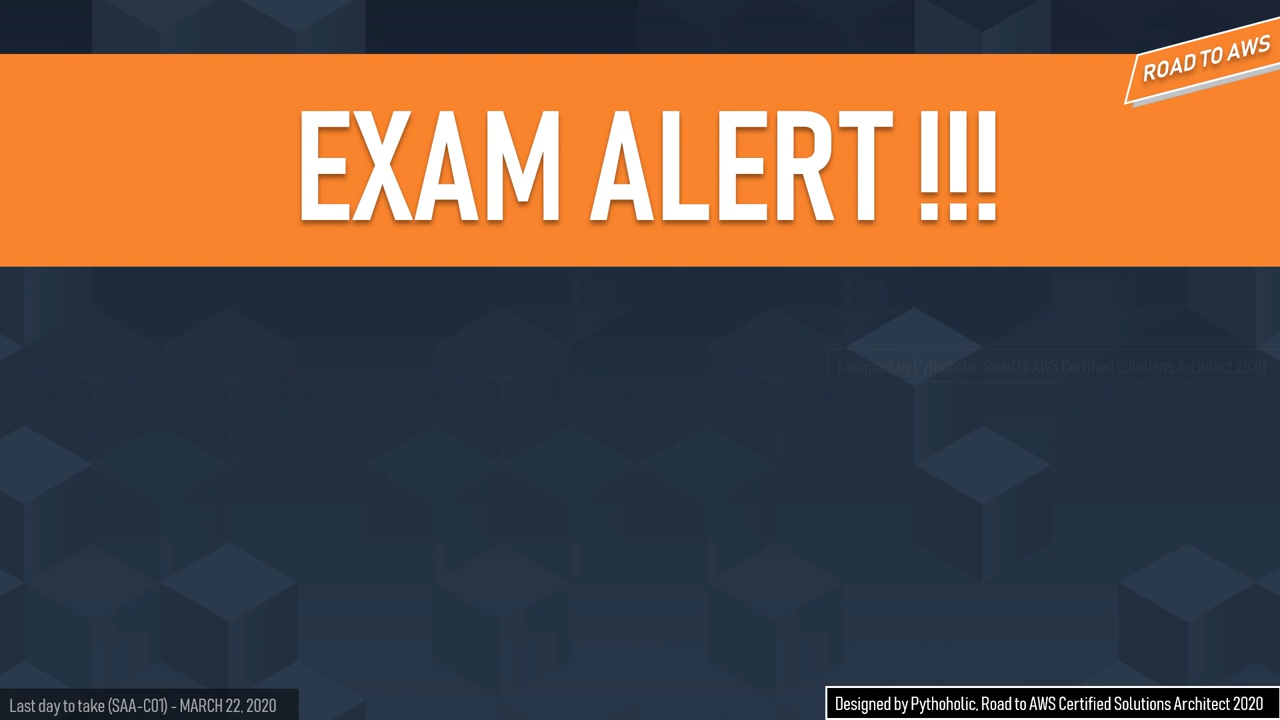 ROAD TO AWS
EXAM ALERT !!!
Designed by Pythoholic, Road to AWS Certified Solutions Architect 2020
Last day to take (SAA-C01) - MARCH 22, 2020
Designed by Pythoholic, Road to AWS Certified Solutions Architect 2020